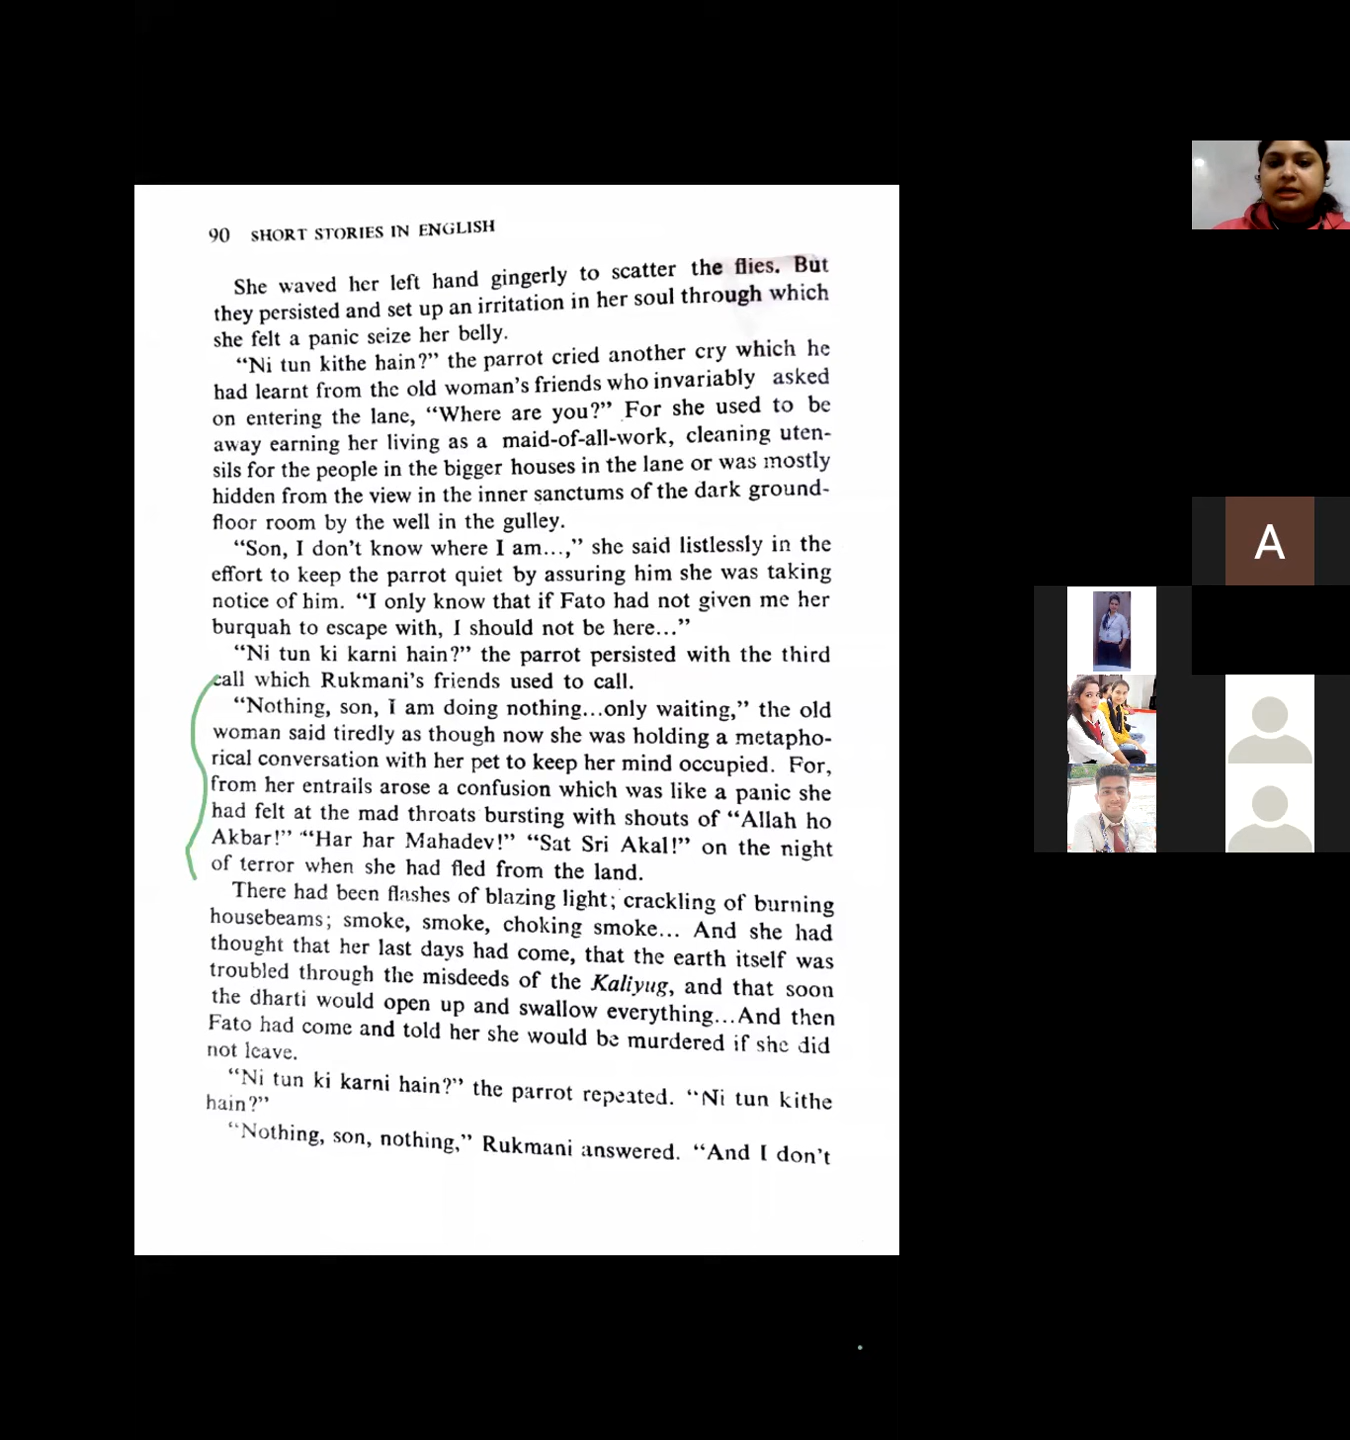 90 SHORT STORIES IN ENGLISH
She waved her left hand gingerly to scatter the flies. But
they persisted and set up an irritation in her soul through which
she felt a panic seize her belly.
“Ni tun kithe hain?” the parrot cried another cry which he
had learnt from the old woman’s friends who invariably asked
on entering the lane, “Where are you?” For she used to be
away earning her living as a maid-of-all-work, cleaning uten-
sils for the people in the bigger houses in the lane or was mostly
hidden from the view in the inner sanctums of the dark ground-
floor room by the well in the gulley.
“Son, I don’t know where I am...,” she said listlessly in the
effort to keep the parrot quiet by assuring him she was taking
notice of him. “I only know that if Fato had not given me her
burquah to escape with, I should not be here...”
“Ni tun ki karni hain?” the parrot persisted with the third
call which Rukmani’s friends used to call.
“Nothing, son, I am doing nothing...only waiting,” the old
woman said tiredly as though now she was holding a metapho-
rical conversation with her pet to keep her mind occupied. For,
from her entrails arose a confusion which was like a panic she
had felt at the mad throats bursting with shouts of “Allah ho
Akbar!” “Har har Mahadev!” “Sat Sri Akal!” on the night
of terror when she had fled from the land.
There had been flashes of blazing light; crackling of burning
housebeams; smoke, smoke, choking smoke... And she had
thought that her last days had come, that the earth itself was
troubled through the misdeeds of the Kaliyug, and that soon
the dharti would open up and swallow everything...And then
Fato had come and told her she would be murdered if she did
not leave.
“Ni tun ki karni hain?” the parrot repeated. “Ni tun kithe
hain?”
“Nothing, son, nothing,” Rukmani answered. “And I don’t
A